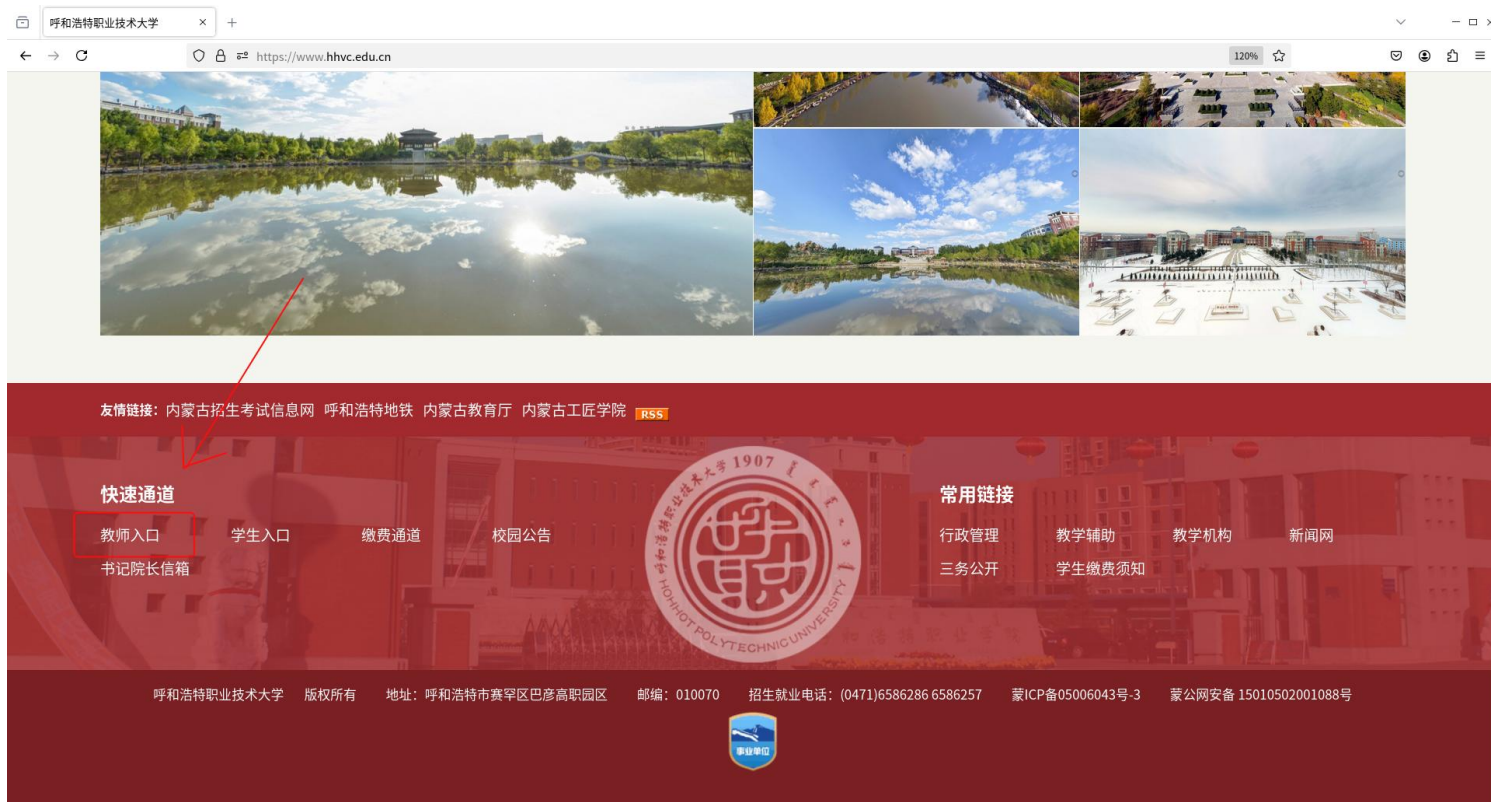 呼和浩特职业技术大学
https://www.hhvc.edu.cn
120%
友情链接：内蒙古招生考试信息网 呼和浩特地铁 内蒙古教育厅 内蒙古工匠学院 RSS
快速通道
教师入口 学生入口 缴费通道 校园公告
书记院长信箱
呼和浩特职业技术大学 1907
HOHHOT POLYTECHNIC UNIVERSITY
常用链接
行政管理 教学辅助 教学机构 新闻网
三务公开 学生缴费须知
呼和浩特职业技术大学 版权所有 地址：呼和浩特市赛罕区巴彦高职园区 邮编：010070 招生就业电话：(0471)6586286 6586257 蒙ICP备05006043号-3 蒙公网安备 15010502001088号
事业单位